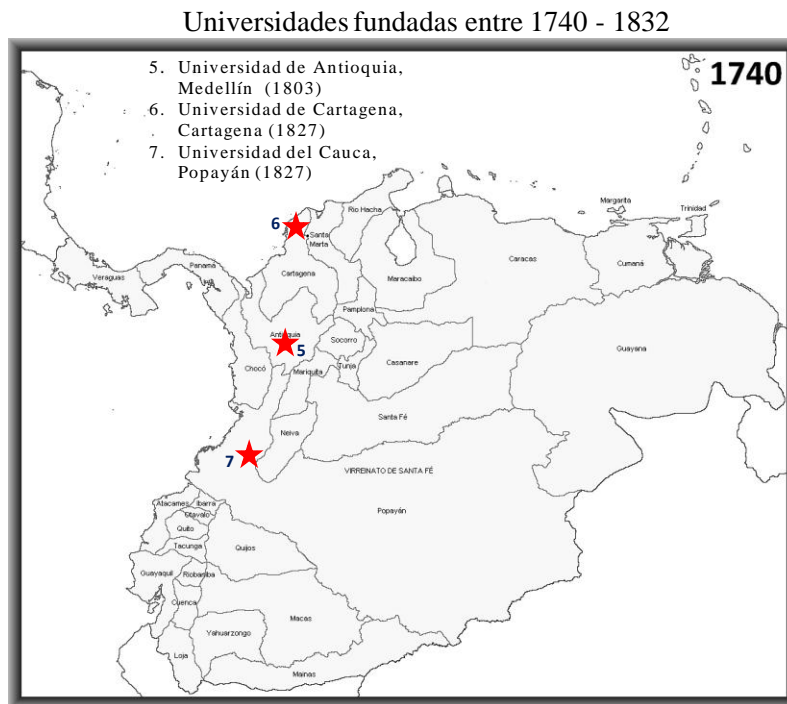 Universidades fundadas entre 1740 - 1832
1740
5. Universidad de Antioquia,
Medellín (1803)
6. Universidad de Cartagena,
Cartagena (1827)
7. Universidad del Cauca,
Popayán (1827)
Margarita
Trinidad
Rio Hacha
6
Santa
Marta
Caracas
Cumaná
Panamá
Veraguas
Cartagena
Maracaibo
Pamplona
Antioquia
5
Socorro
Guayana
Chocó
Mariquita
Tunja
Casanare
Santa Fé
Neiva
7
VIRREINATO DE SANTA FÉ
Popayán
Atacames
Ibarra
Otavalo
Quito
Tacunga
Quijos
Guayaquil
Riobamba
Cuenca
Macas
Yahuarzongo
Loja
Mainas